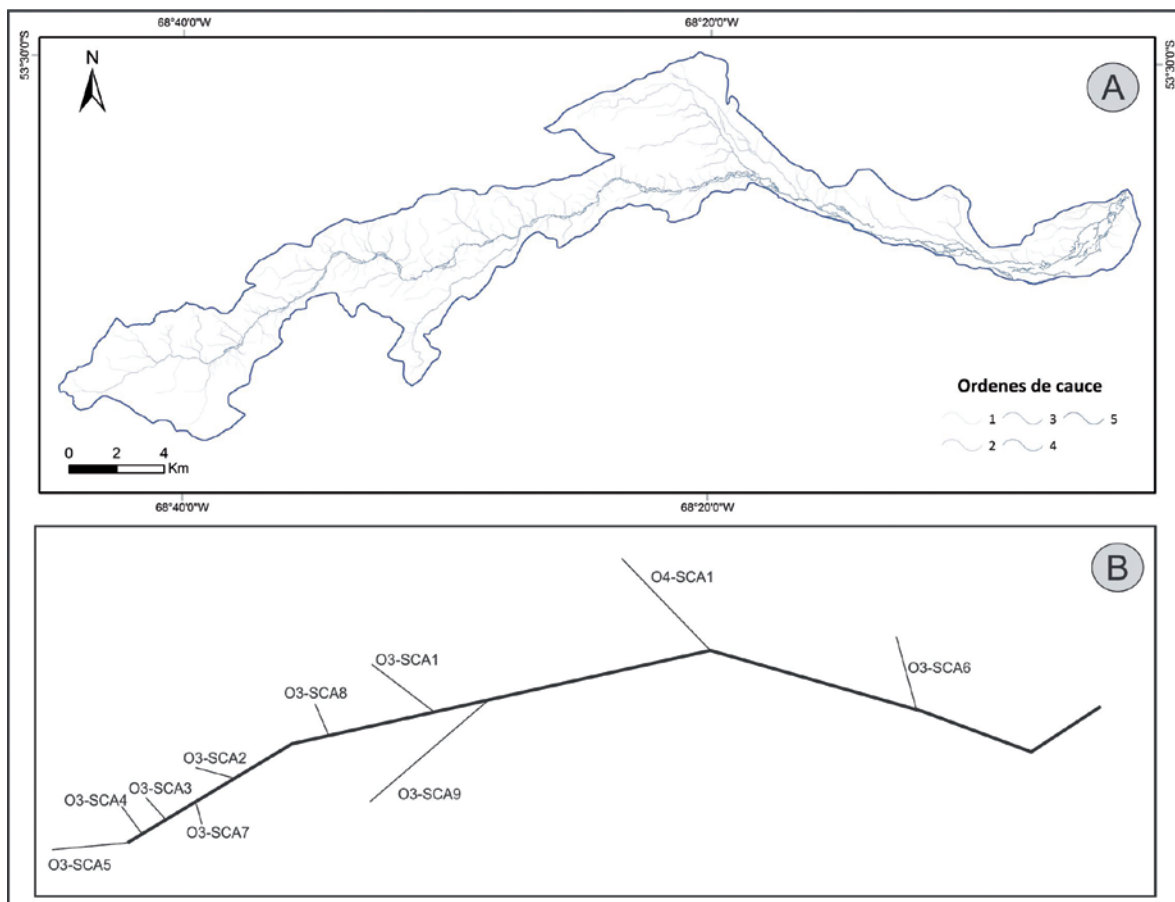 68°40'0"W
68°20'0"W
53°30'0"S
53°30'0"S
N
A
Ordenes de cauce
1
3
5
2
4
0
2
4
Km
68°40'0"W
68°20'0"W
B
O4-SCA1
O3-SCA1
O3-SCA6
O3-SCA8
O3-SCA2
O3-SCA3
O3-SCA4
O3-SCA9
O3-SCA7
O3-SCA5